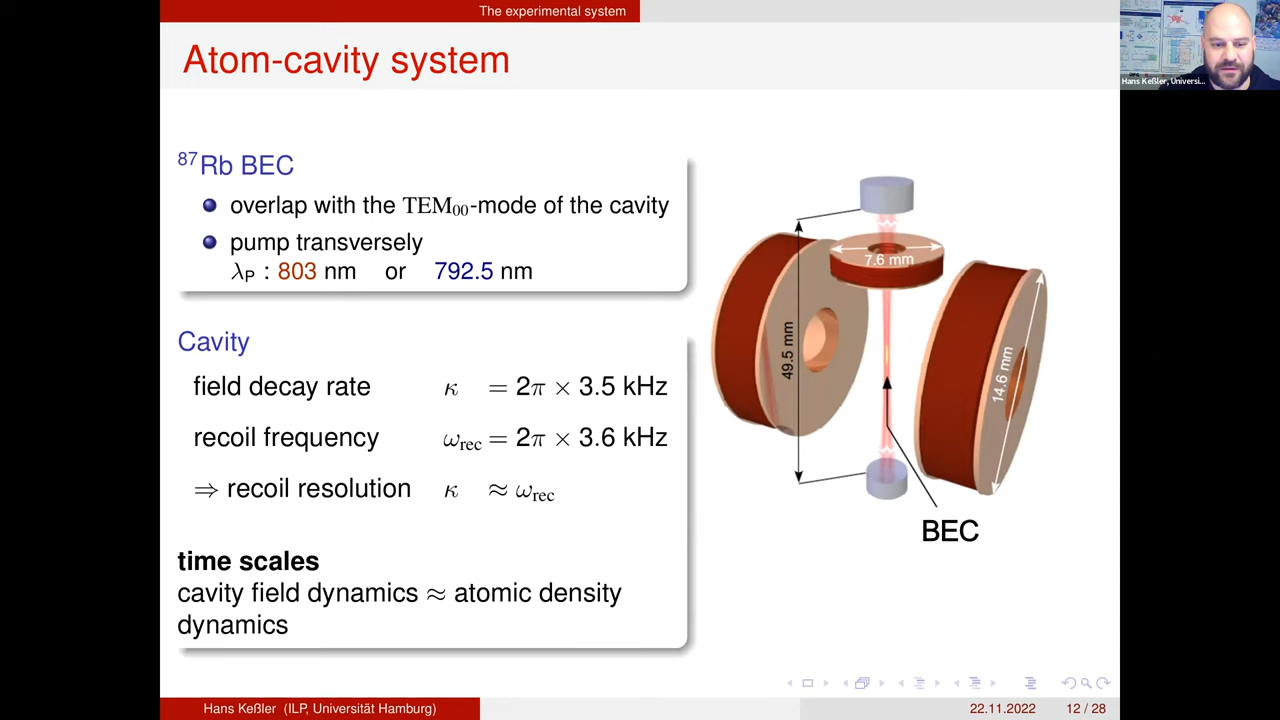 The experimental system
Atom-cavity system
Hans Keßler, Universi...
⁸⁷Rb BEC
overlap with the TEM₀₀-mode of the cavity
pump transversely
λP : 803 nm or 792.5 nm
Cavity
field decay rate κ = 2π × 3.5 kHz
recoil frequency ωrec = 2π × 3.6 kHz
⇒ recoil resolution κ ≈ ωrec
time scales
cavity field dynamics ≈ atomic density
dynamics
7.6 mm
49.5 mm
14.6 mm
BEC
Hans Keßler (ILP, Universität Hamburg)
22.11.2022
12 / 28